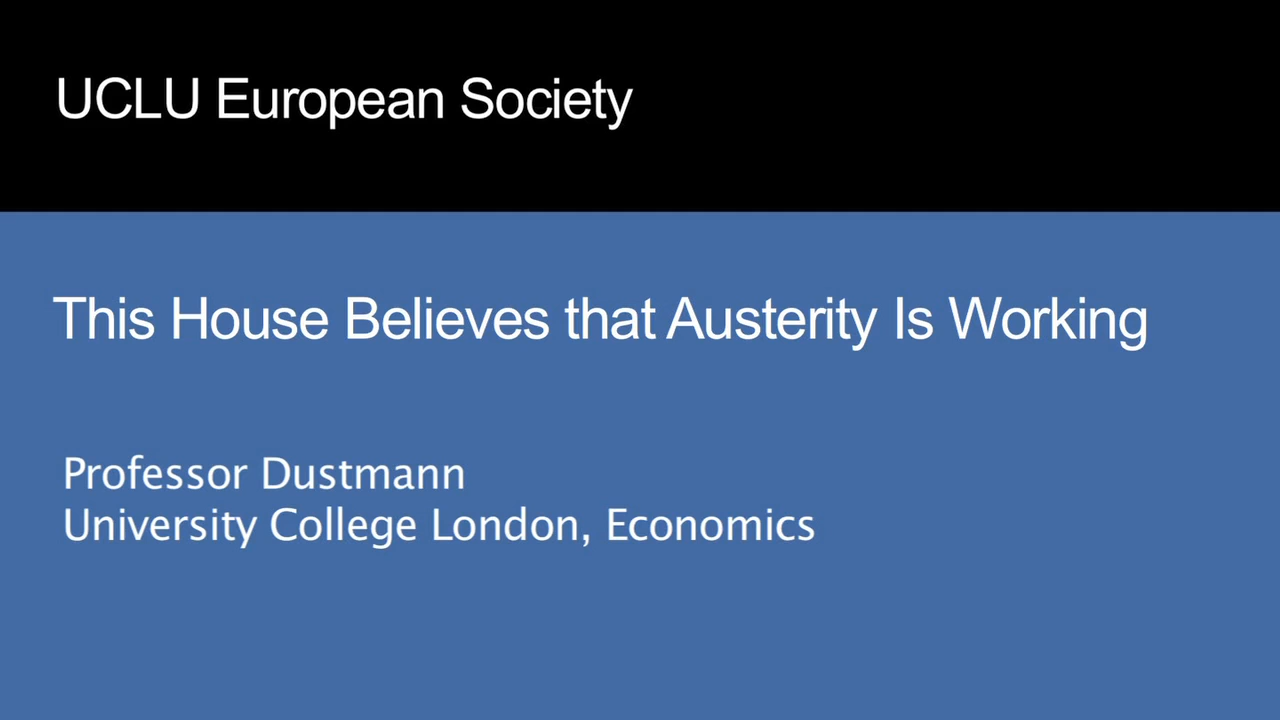 UCLU European Society
This House Believes that Austerity Is Working
Professor Dustmann
University College London, Economics